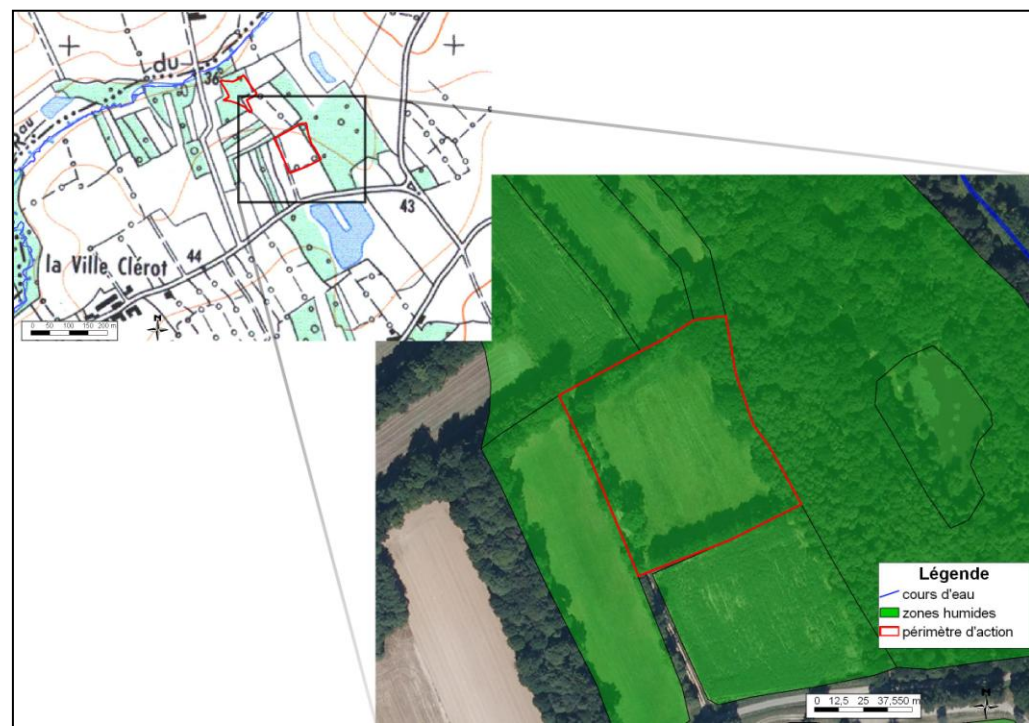 du
36
Rau
43
44
la Ville Clérot
0 50 100 150 200 m
N
Légende
cours d'eau
zones humides
périmètre d'action
0 12,5 25 37,550 m
N